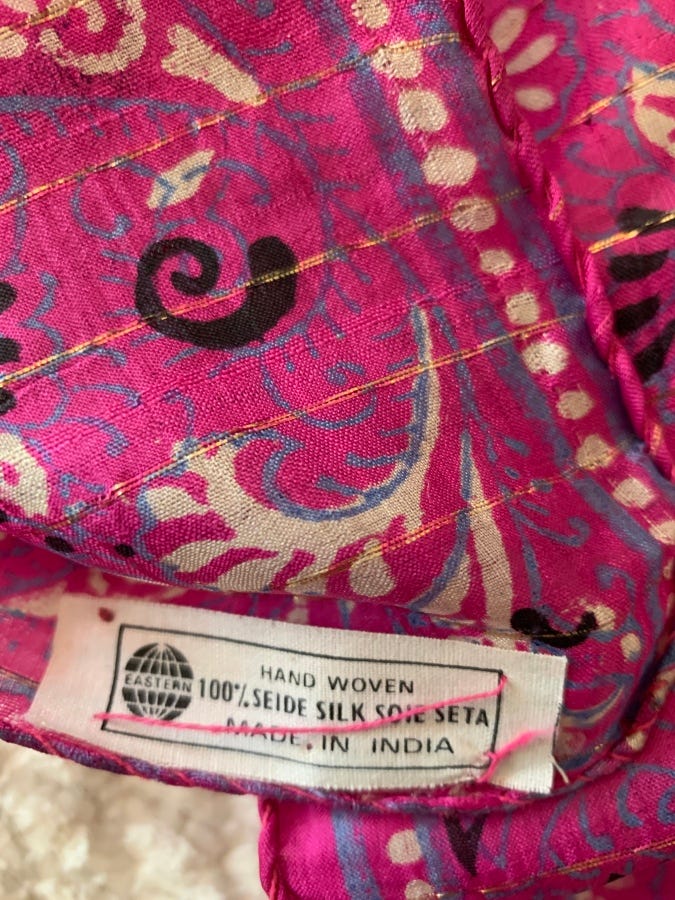 EASTERN
HAND WOVEN
100%.SEIDE SILK SOIE SETA
MADE IN INDIA